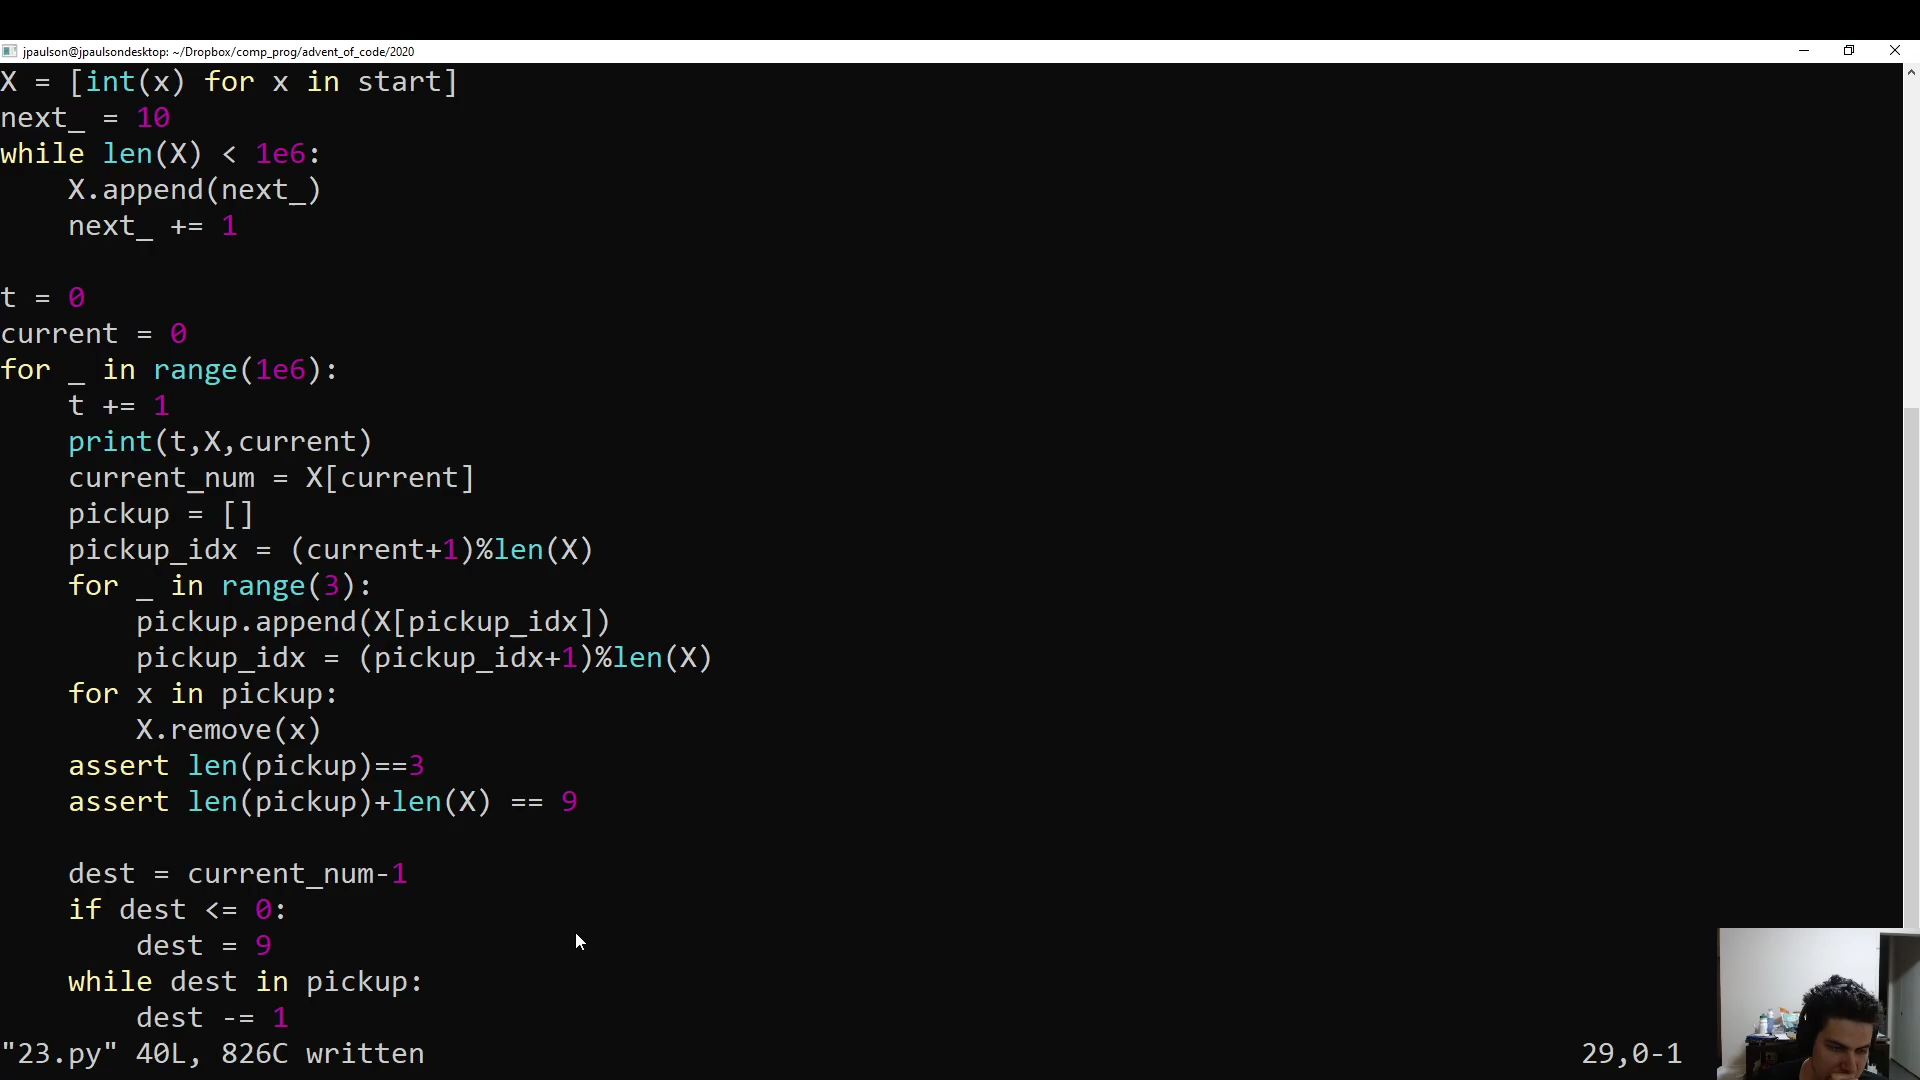 jpaulson@jpaulsondesktop: ~/Dropbox/comp_prog/advent_of_code/2020
X = [int(x) for x in start]
next_ = 10
while len(X) < 1e6:
    X.append(next_)
    next_ += 1

t = 0
current = 0
for _ in range(1e6):
    t += 1
    print(t,X,current)
    current_num = X[current]
    pickup = []
    pickup_idx = (current+1)%len(X)
    for _ in range(3):
        pickup.append(X[pickup_idx])
        pickup_idx = (pickup_idx+1)%len(X)
    for x in pickup:
        X.remove(x)
    assert len(pickup)==3
    assert len(pickup)+len(X) == 9

    dest = current_num-1
    if dest <= 0:
        dest = 9
    while dest in pickup:
        dest -= 1
"23.py" 40L, 826C written 29,0-1